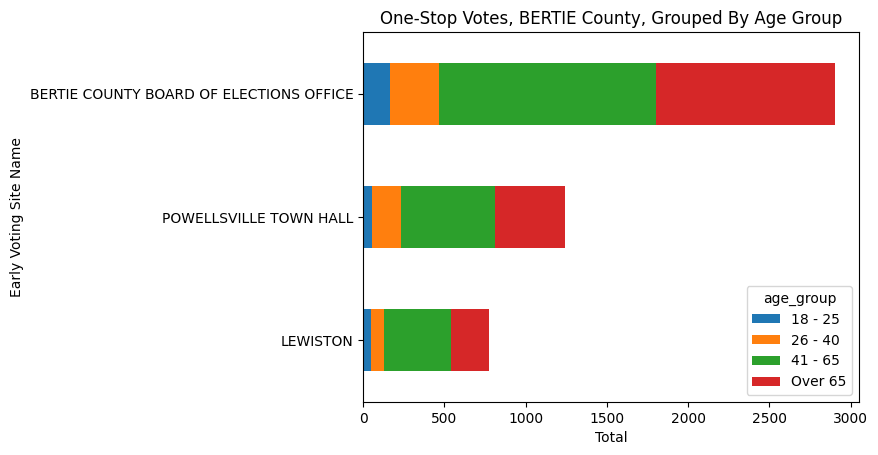 One-Stop Votes, BERTIE County, Grouped By Age Group
Early Voting Site Name
BERTIE COUNTY BOARD OF ELECTIONS OFFICE
POWELLSVILLE TOWN HALL
LEWISTON
age_group
18 - 25
26 - 40
41 - 65
Over 65
0 500 1000 1500 2000 2500 3000
Total